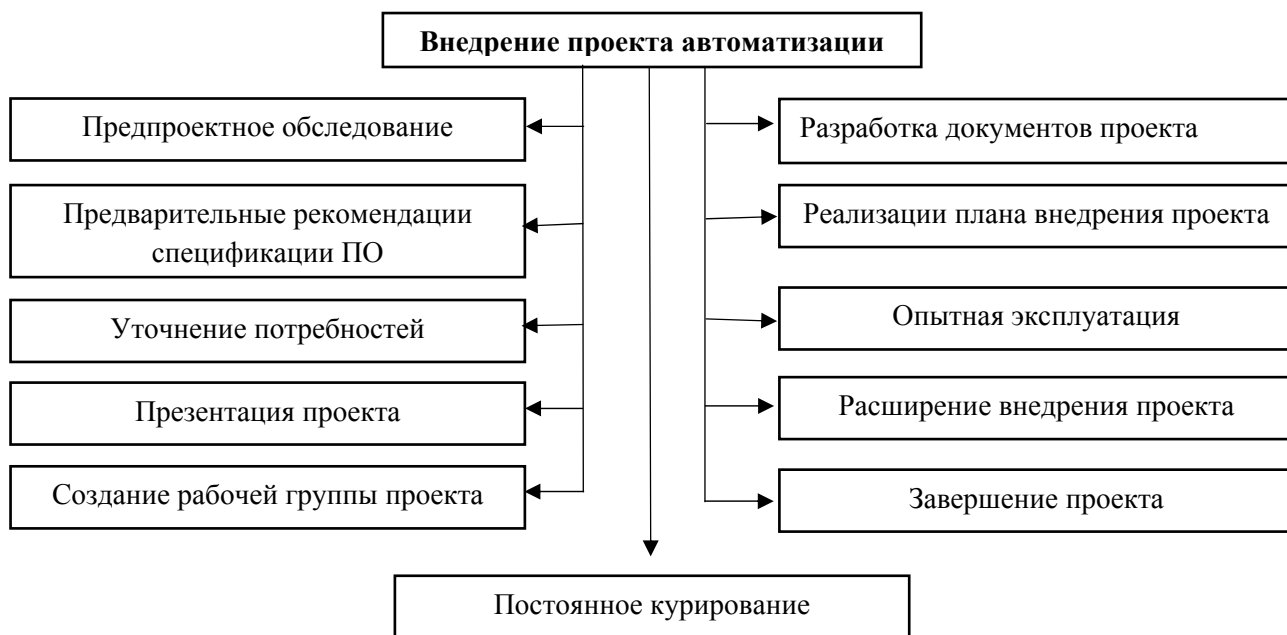 Внедрение проекта автоматизации
Предпроектное обследование
Предварительные рекомендации
спецификации ПО
Уточнение потребностей
Презентация проекта
Создание рабочей группы проекта
Разработка документов проекта
Реализации плана внедрения проекта
Опытная эксплуатация
Расширение внедрения проекта
Завершение проекта
Постоянное курирование